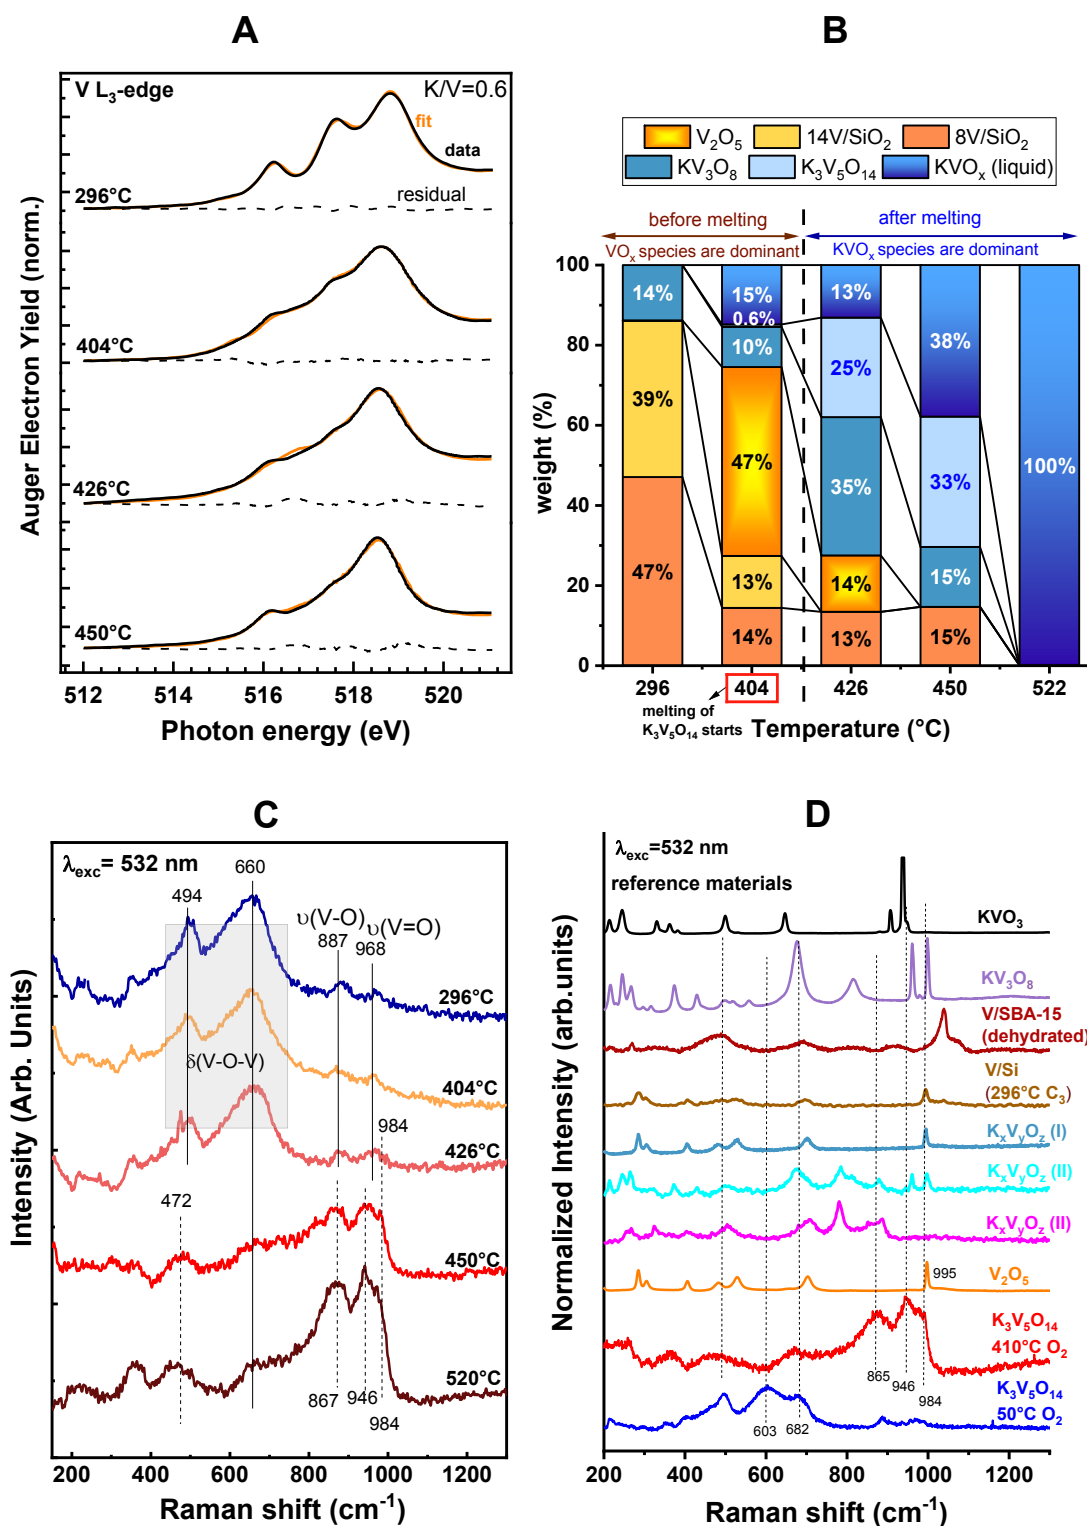 A
V L₃-edge
K/V=0.6
fit
data
residual
296°C
404°C
426°C
450°C
Auger Electron Yield (norm.)
512 514 516 518 520
Photon energy (eV)
B
V₂O₅ 14V/SiO₂ 8V/SiO₂
KV₃O₈ K₃V₅O₁₄ KVOₓ (liquid)
before melting after melting
VOₓ species are dominant KVOₓ species are dominant
weight (%)
100
80
60
40
20
0
14%
39%
47%
15%
0.6%
10%
47%
13%
14%
13%
25%
35%
14%
13%
38%
33%
15%
15%
100%
296 404 426 450 522
melting of
K₃V₅O₁₄ starts
Temperature (°C)
C
λexc= 532 nm
494
660
υ(V-O)
887
υ(V=O)
968
296°C
404°C
δ(V-O-V)
426°C
984
472
450°C
520°C
867
946
984
Intensity (Arb. Units)
150 400 600 800 1000 1200
Raman shift (cm⁻¹)
D
λexc=532 nm
reference materials
KVO₃
KV₃O₈
V/SBA-15
(dehydrated)
V/Si
(296°C C₃)
KₓVᵧO_z (I)
KₓVᵧO_z (II)
KₓVᵧO_z (II)
V₂O₅
995
K₃V₅O₁₄
410°C O₂
865
946
984
K₃V₅O₁₄
50°C O₂
603
682
Normalized Intensity (arb.units)
200 400 600 800 1000 1200
Raman shift (cm⁻¹)